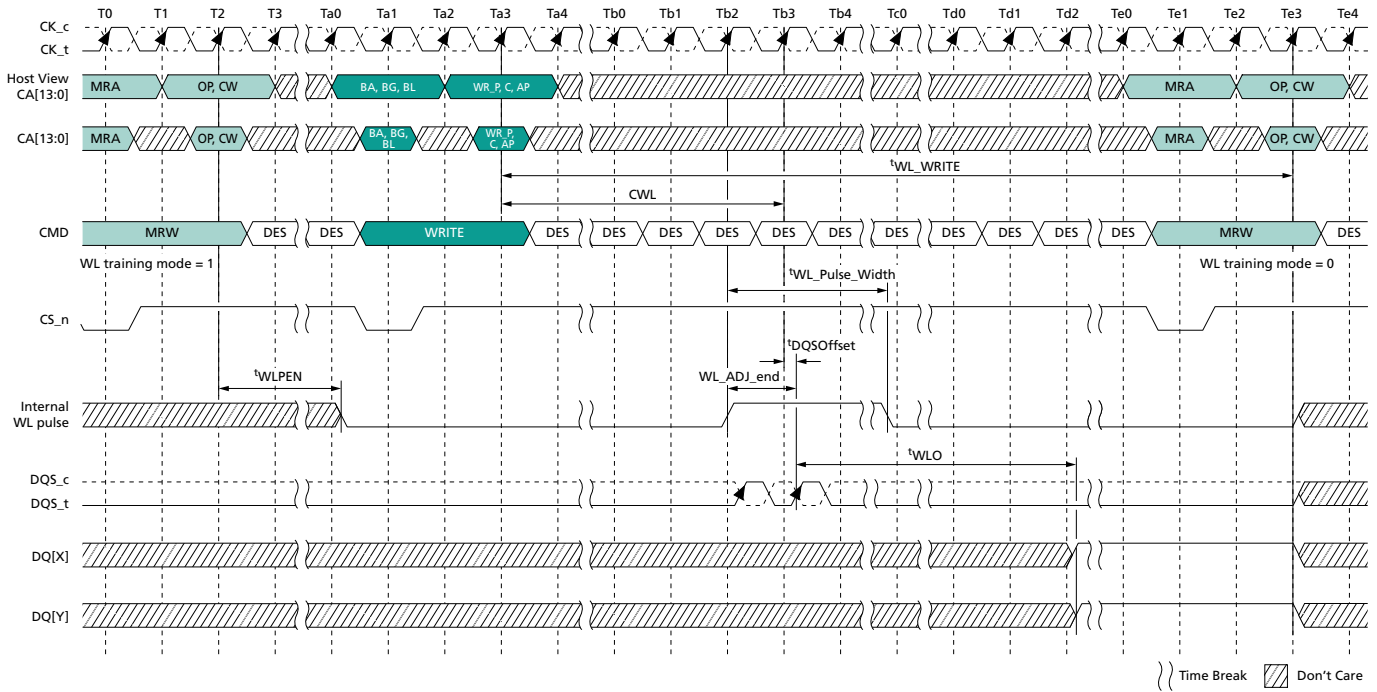 T0 T1 T2 T3 Ta0 Ta1 Ta2 Ta3 Ta4 Tb0 Tb1 Tb2 Tb3 Tb4 Tc0 Td0 Td1 Td2 Te0 Te1 Te2 Te3 Te4
CK_c
CK_t
Host View
CA[13:0]
MRA OP, CW BA, BG, BL WR_P, C, AP MRA OP, CW
CA[13:0]
MRA OP, CW BA, BG, BL WR_P, C, AP MRA OP, CW
tWL_WRITE
CWL
CMD
MRW DES DES WRITE DES DES DES DES DES DES DES DES DES DES MRW DES
WL training mode = 1 WL training mode = 0
tWL_Pulse_Width
CS_n
tDQSOffset
tWLPEN WL_ADJ_end
Internal
WL pulse
tWLO
DQS_c
DQS_t
DQ[X]
DQ[Y]
Time Break Don't Care